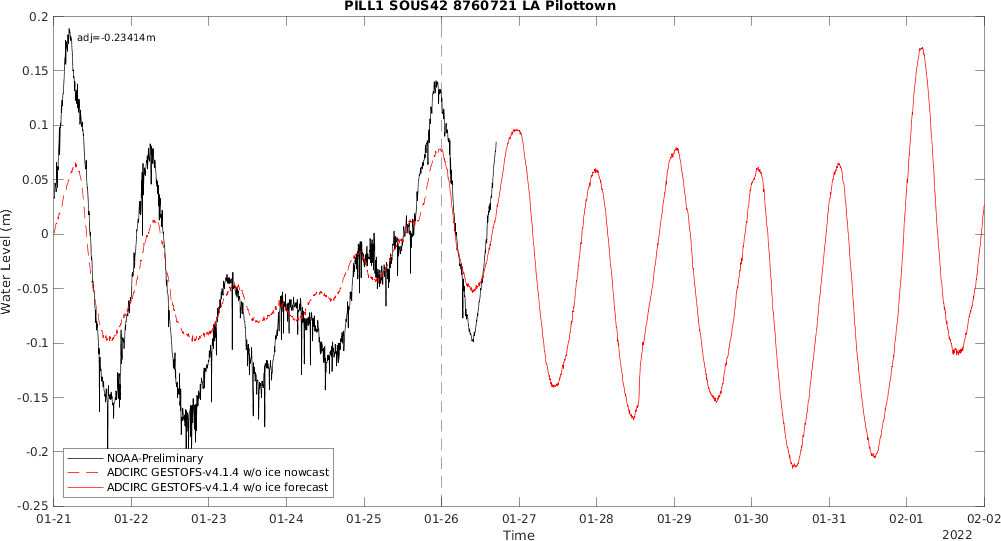 PILL1 SOUS42 8760721 LA Pilottown
adj=-0.23414m
Water Level (m)
0.2
0.15
0.1
0.05
0
-0.05
-0.1
-0.15
-0.2
-0.25
NOAA-Preliminary
ADCIRC GESTOFS-v4.1.4 w/o ice nowcast
ADCIRC GESTOFS-v4.1.4 w/o ice forecast
01-21 01-22 01-23 01-24 01-25 01-26 01-27 01-28 01-29 01-30 01-31 02-01 02-02
Time
2022